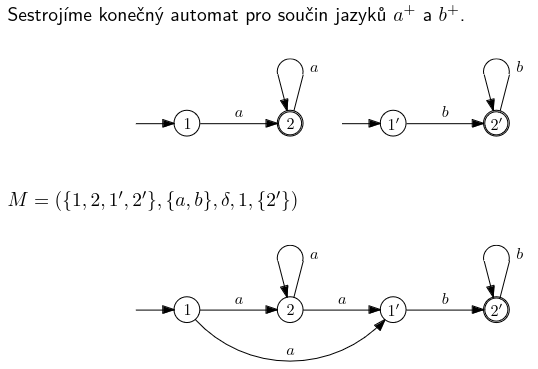 Sestrojíme konečný automat pro součin jazyků a⁺ a b⁺.
a b
1 a 2 1′ b 2′
M = ({1, 2, 1′, 2′}, {a, b}, δ, 1, {2′})
a b
1 a 2 a 1′ b 2′
a